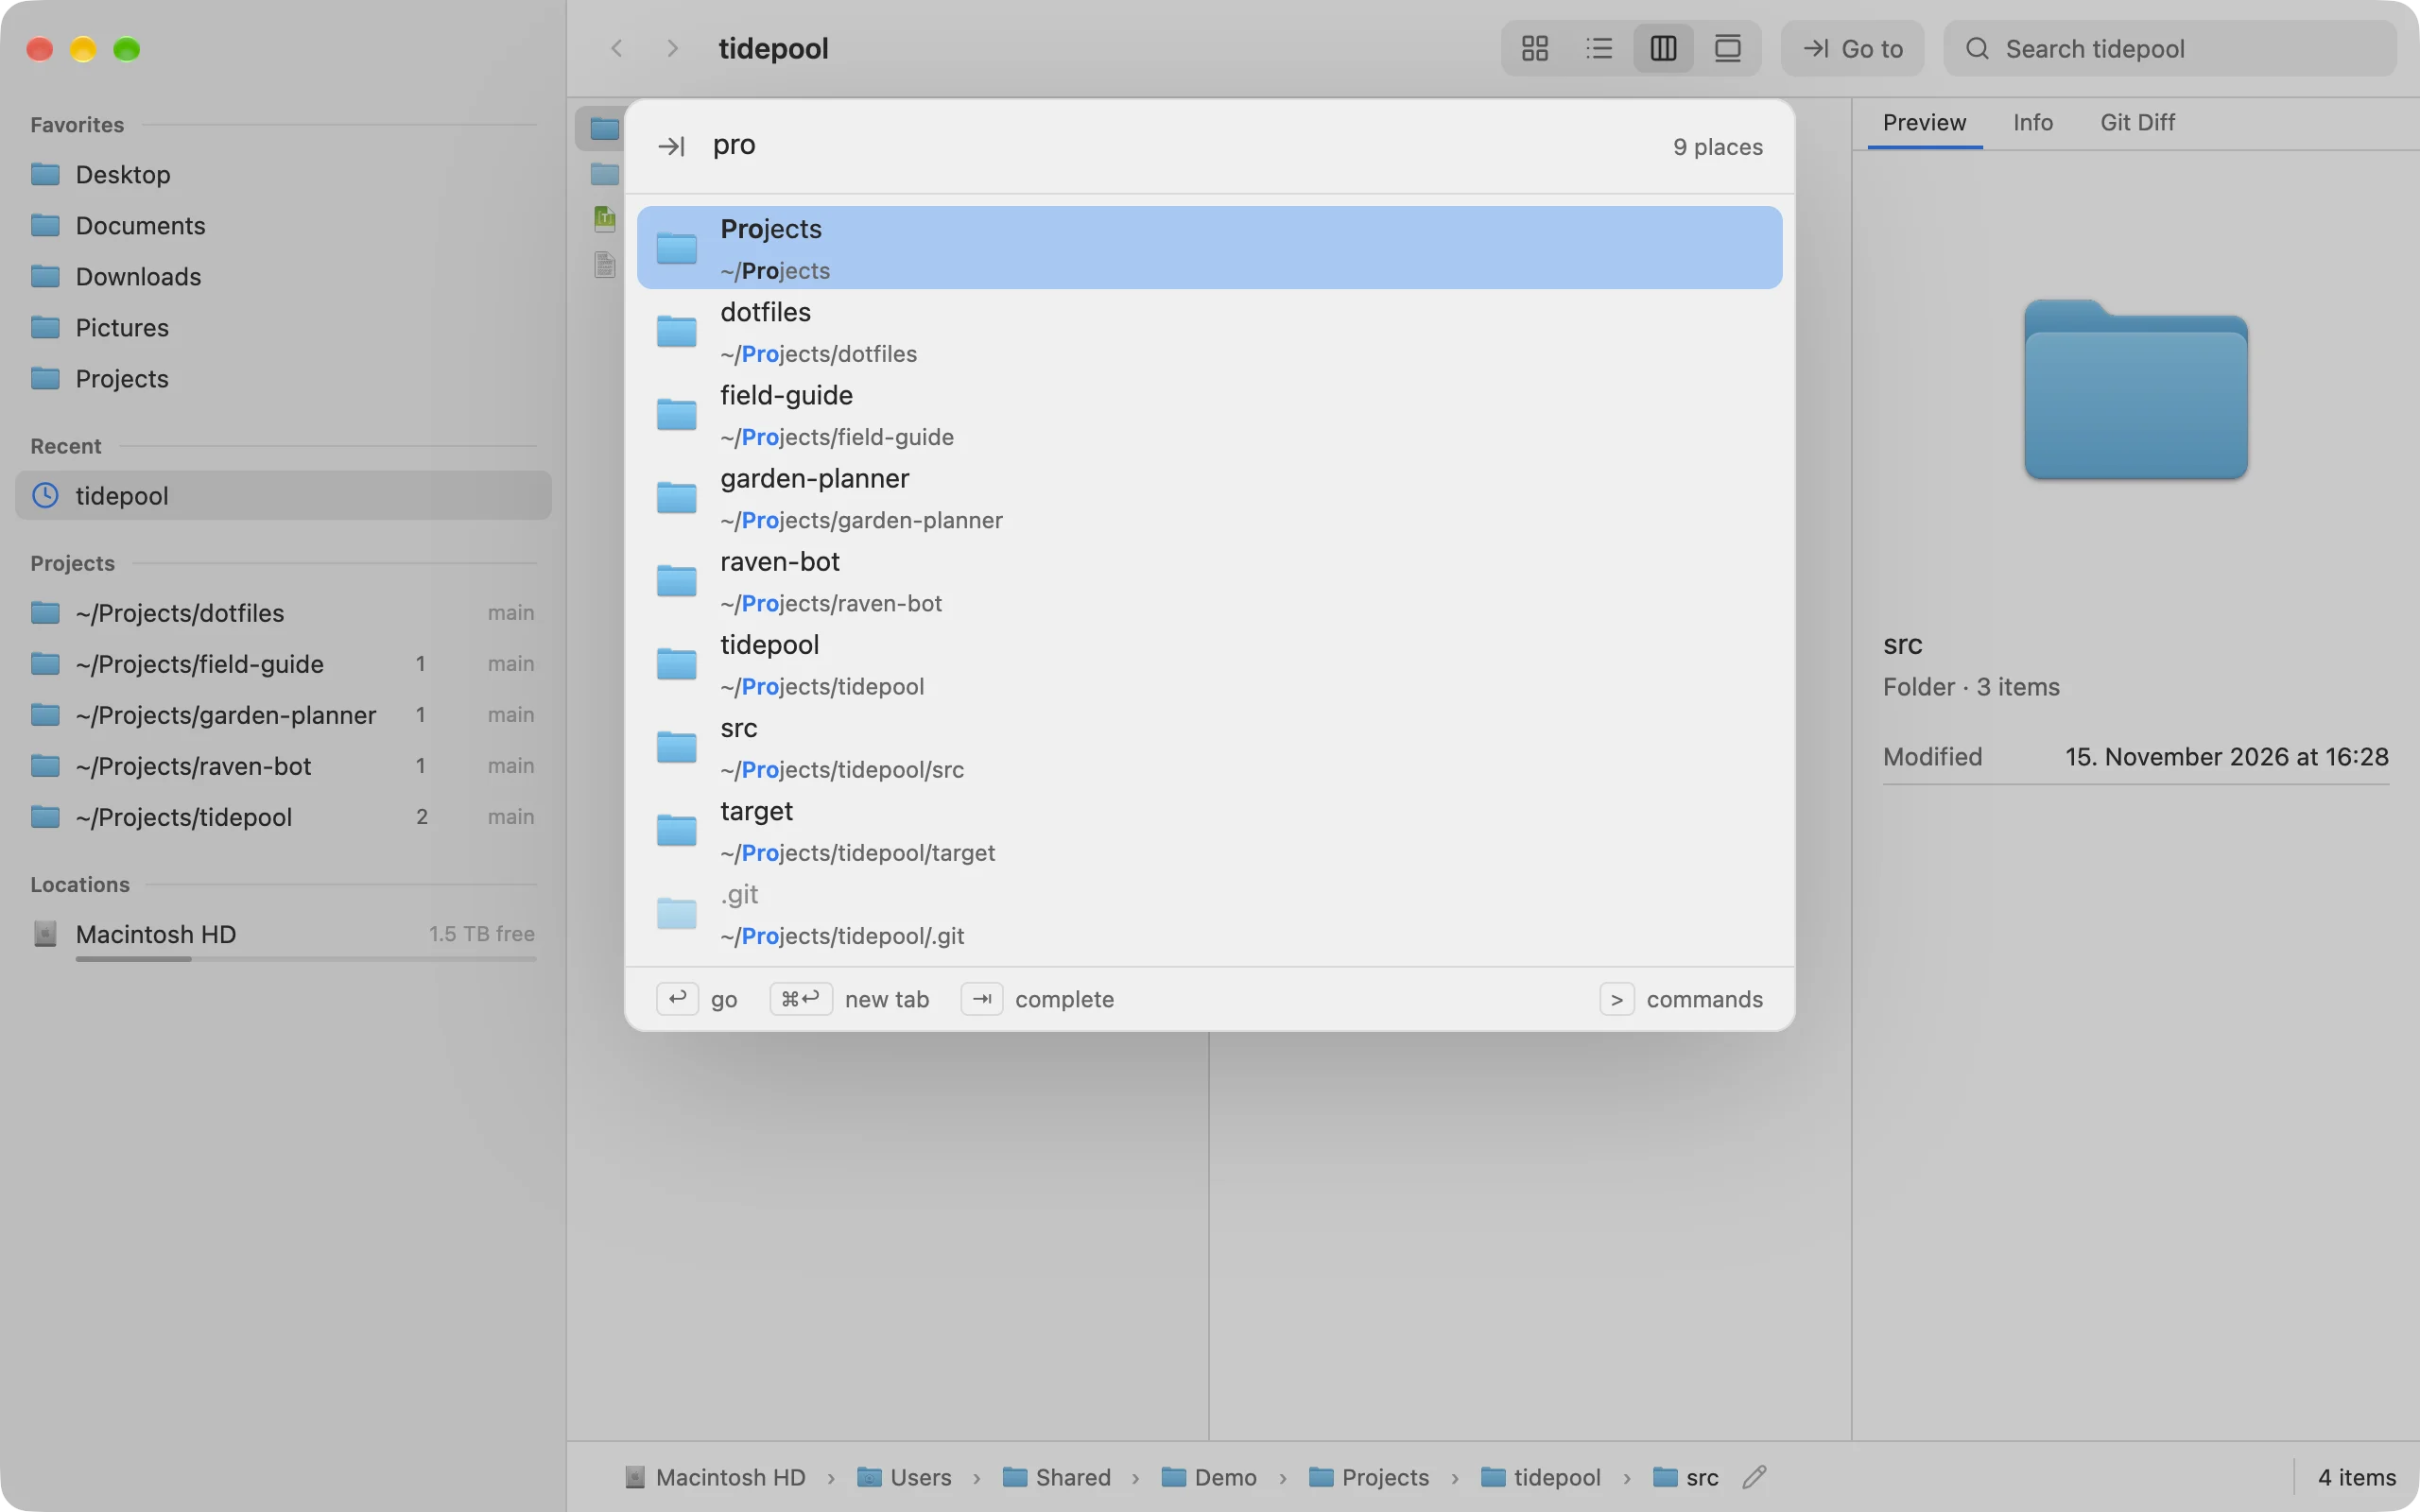 tidepool
Go to
Search tidepool
Favorites
Desktop
Documents
Downloads
Pictures
Projects
Recent
tidepool
Projects
~/Projects/dotfiles main
~/Projects/field-guide 1 main
~/Projects/garden-planner 1 main
~/Projects/raven-bot 1 main
~/Projects/tidepool 2 main
Locations
Macintosh HD 1.5 TB free
pro 9 places
Projects
~/Projects
dotfiles
~/Projects/dotfiles
field-guide
~/Projects/field-guide
garden-planner
~/Projects/garden-planner
raven-bot
~/Projects/raven-bot
tidepool
~/Projects/tidepool
src
~/Projects/tidepool/src
target
~/Projects/tidepool/target
.git
~/Projects/tidepool/.git
↩ go ⌘↩ new tab ⇥ complete > commands
Preview Info Git Diff
src
Folder · 3 items
Modified 15. November 2026 at 16:28
Macintosh HD › Users › Shared › Demo › Projects › tidepool › src
4 items